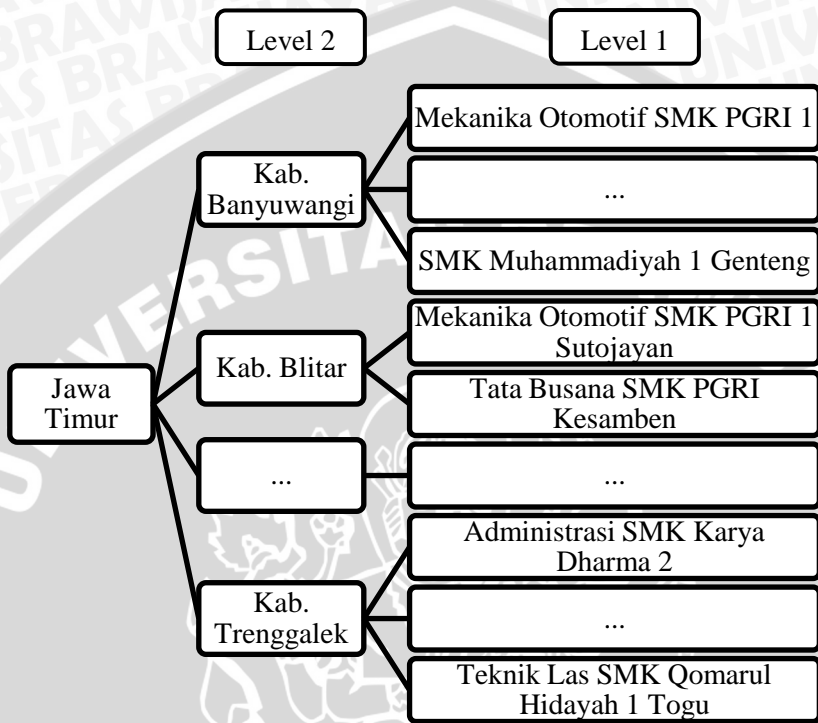 Level 2
Level 1
Mekanika Otomotif SMK PGRI 1
Kab.
Banyuwangi
...
SMK Muhammadiyah 1 Genteng
Mekanika Otomotif SMK PGRI 1
Sutojayan
Kab. Blitar
Tata Busana SMK PGRI
Kesamben
Jawa
Timur
...
...
Administrasi SMK Karya
Dharma 2
Kab.
Trenggalek
...
Teknik Las SMK Qomarul
Hidayah 1 Togu